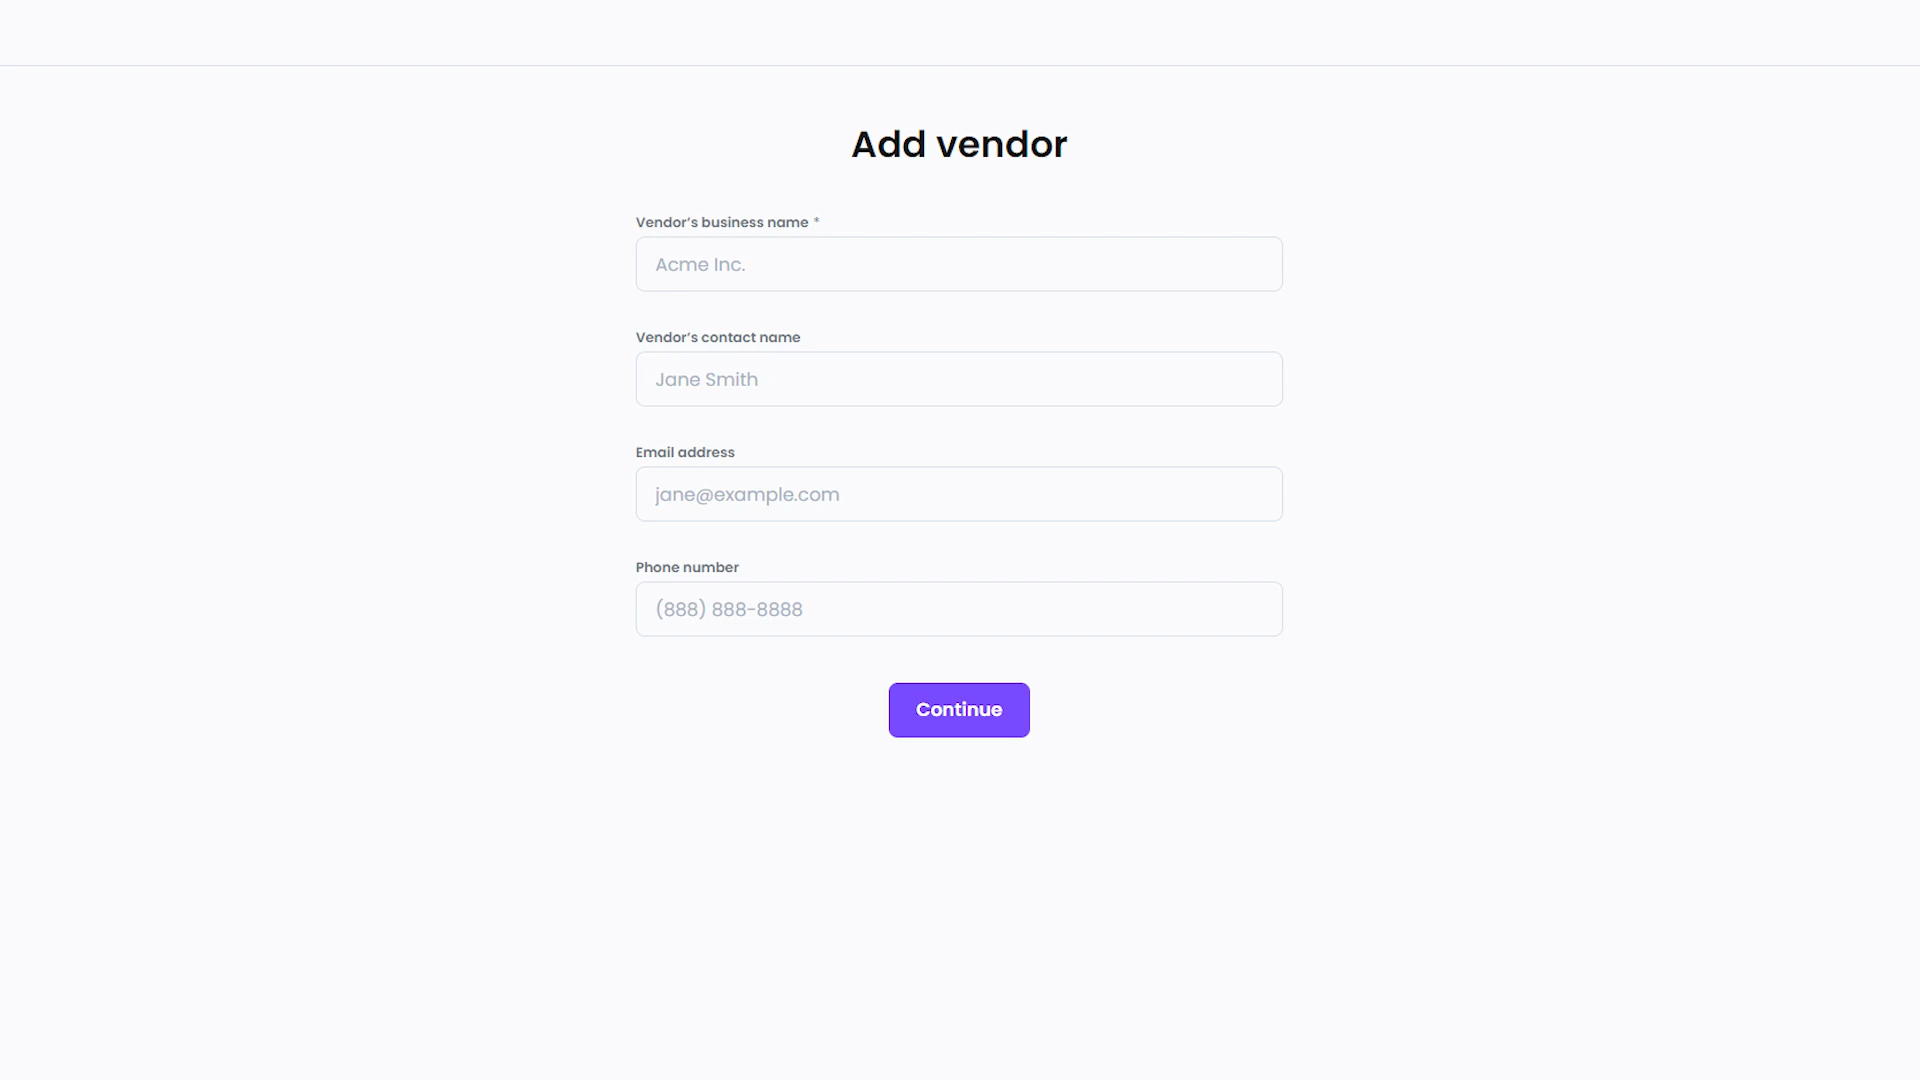 Add vendor
Vendor’s business name *
Acme Inc.
Vendor’s contact name
Jane Smith
Email address
jane@example.com
Phone number
(888) 888-8888
Continue